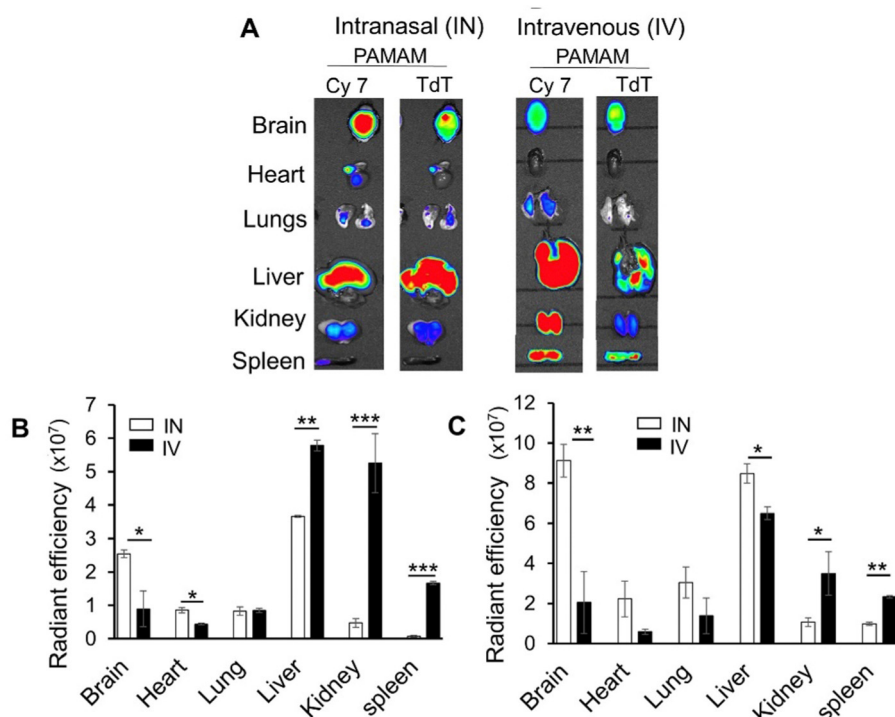 A
Intranasal (IN) Intravenous (IV)
PAMAM PAMAM
Cy 7 TdT Cy 7 TdT
Brain
Heart
Lungs
Liver
Kidney
Spleen
B
Radiant efficiency (x10⁷)
7
6
5
4
3
2
1
0
IN
IV
*
*
**
***
***
Brain
Heart
Lung
Liver
Kidney
spleen
C
Radiant efficiency (x10⁷)
12
10
8
6
4
2
0
IN
IV
**
*
*
**
Brain
Heart
Lung
Liver
Kidney
spleen